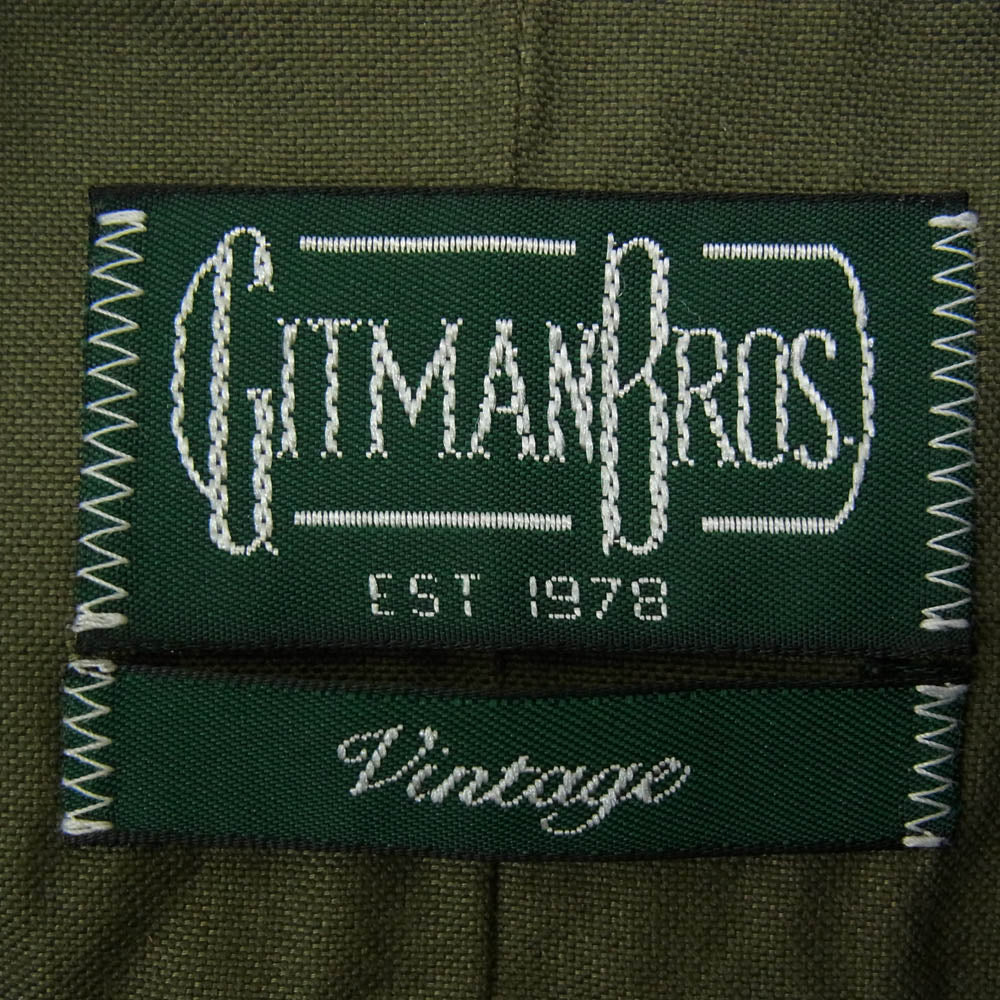 GITMAN BROS.
EST 1978
Vintage